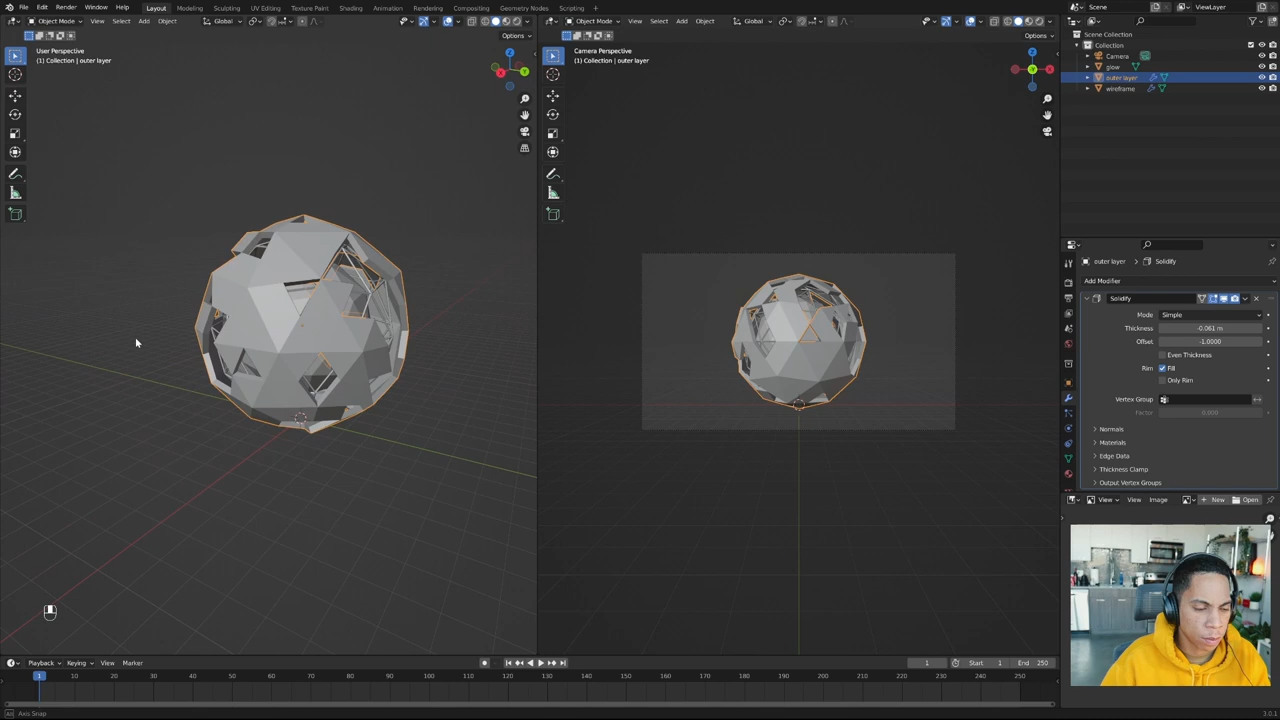 File Edit Render Window Help Layout Modeling Sculpting UV Editing Texture Paint Shading Animation Rendering Compositing Geometry Nodes Scripting Scene ViewLayer
Object Mode View Select Add Object Global
Object Mode View Select Add Object Global
Options
Options
User Perspective
(1) Collection | outer layer
Camera Perspective
(1) Collection | outer layer
Z
X
Y
Z
X
Scene Collection
Collection
Camera
glow
outer layer
wireframe
outer layer > Solidify
Add Modifier
Solidify
Mode Simple
Thickness -0.061 m
Offset -1.0000
Even Thickness
Rim Fill
Only Rim
Vertex Group
Factor 0.000
Normals
Materials
Edge Data
Thickness Clamp
Output Vertex Groups
View View Image New Open
Playback Keying View Marker 1 Start 1 End 250
1 10 20 30 40 50 60 70 80 90 100 110 120 130 140 150 160 170 180 190 200 210 220 230 240 250
Axis Snap 3.0.1